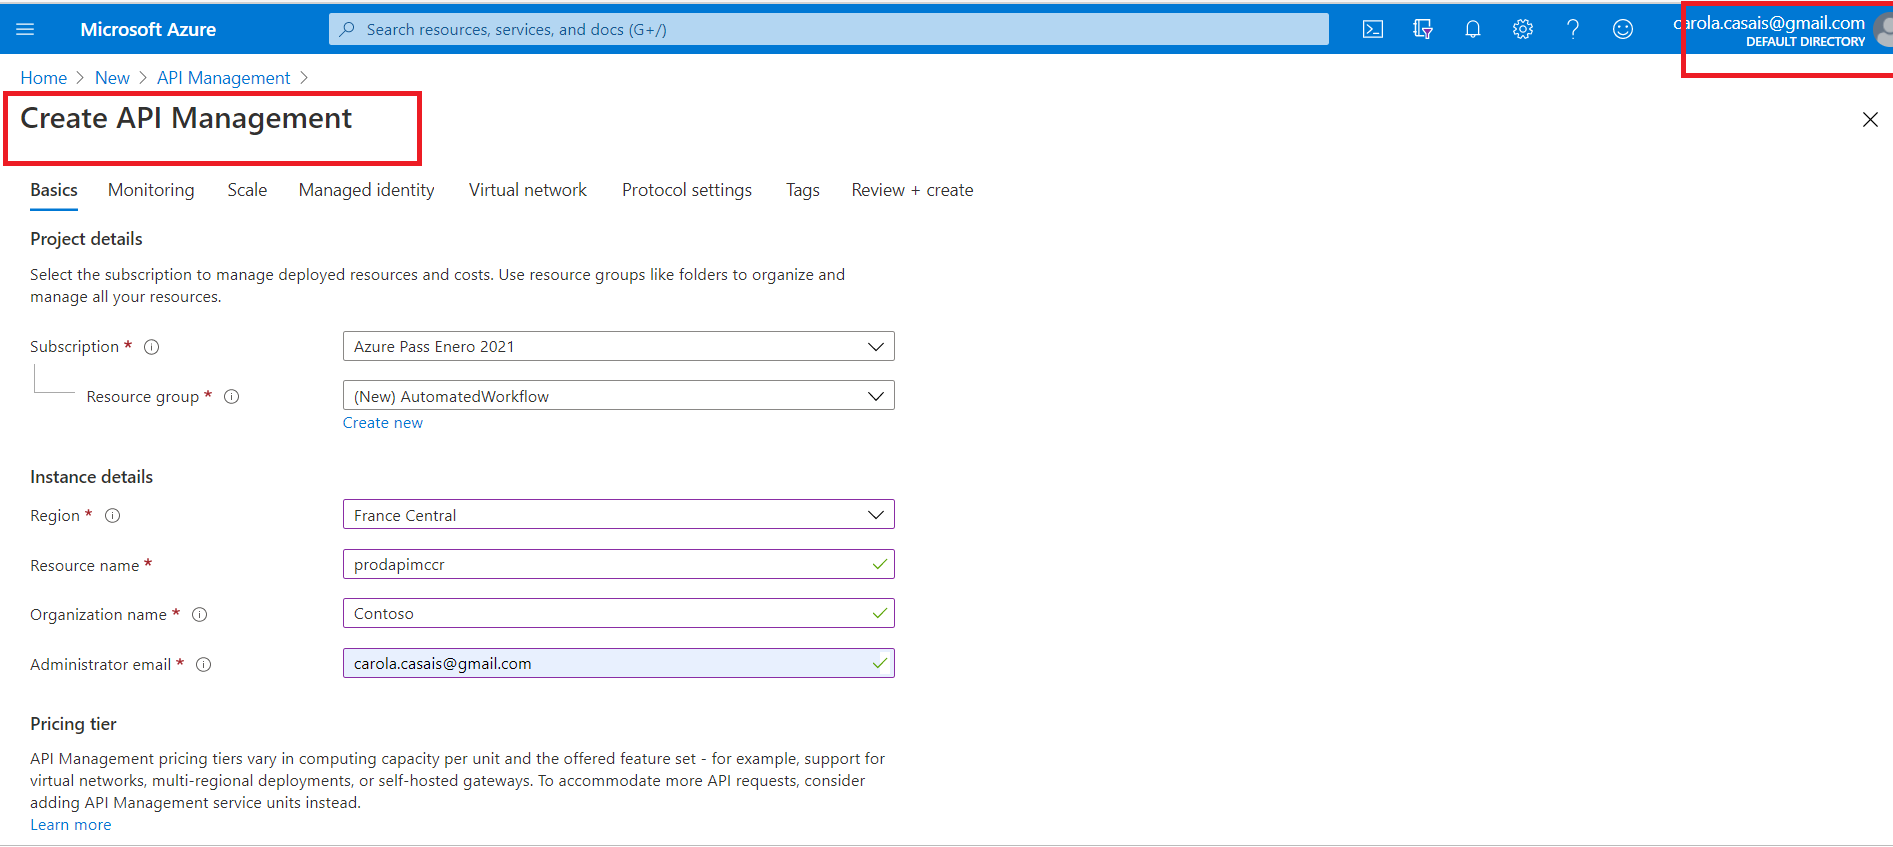 Microsoft Azure
Search resources, services, and docs (G+/)
carola.casais@gmail.com
DEFAULT DIRECTORY
Home > New > API Management >
Create API Management
Basics Monitoring Scale Managed identity Virtual network Protocol settings Tags Review + create
Project details
Select the subscription to manage deployed resources and costs. Use resource groups like folders to organize and
manage all your resources.
Subscription * Azure Pass Enero 2021
Resource group * (New) AutomatedWorkflow
Create new
Instance details
Region * France Central
Resource name * prodapimccr
Organization name * Contoso
Administrator email * carola.casais@gmail.com
Pricing tier
API Management pricing tiers vary in computing capacity per unit and the offered feature set - for example, support for
virtual networks, multi-regional deployments, or self-hosted gateways. To accommodate more API requests, consider
adding API Management service units instead.
Learn more